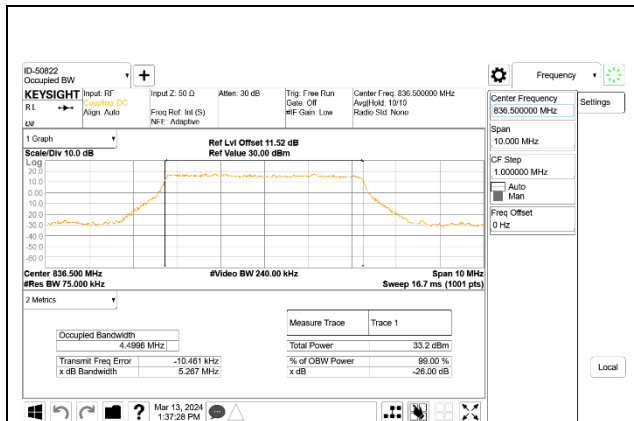 ID-50822
Occupied BW
Frequency
KEYSIGHT
R L
Input: RF
Coupling: DC
Align: Auto
Input Z: 50 Ω
Freq Ref: Int (S)
NFE: Adaptive
Atten: 30 dB
Trig: Free Run
Gate: Off
#IF Gain: Low
Center Freq: 836.500000 MHz
Avg|Hold: 10/10
Radio Std: None
Center Frequency
836.500000 MHz
Settings
Span
10.000 MHz
CF Step
1.000000 MHz
Auto
Man
Freq Offset
0 Hz
1 Graph
Scale/Div 10.0 dB
Ref Lvl Offset 11.52 dB
Ref Value 30.00 dBm
Log
20.0
10.0
0.00
-10.0
-20.0
-30.0
-40.0
-50.0
-60.0
Center 836.500 MHz
#Res BW 75.000 kHz
#Video BW 240.00 kHz
Span 10 MHz
Sweep 16.7 ms (1001 pts)
2 Metrics
Occupied Bandwidth
4.4996 MHz
Transmit Freq Error -10.461 kHz
x dB Bandwidth 5.267 MHz
Measure Trace Trace 1
Total Power 33.2 dBm
% of OBW Power 99.00 %
x dB -26.00 dB
Local
Mar 13, 2024
1:37:28 PM